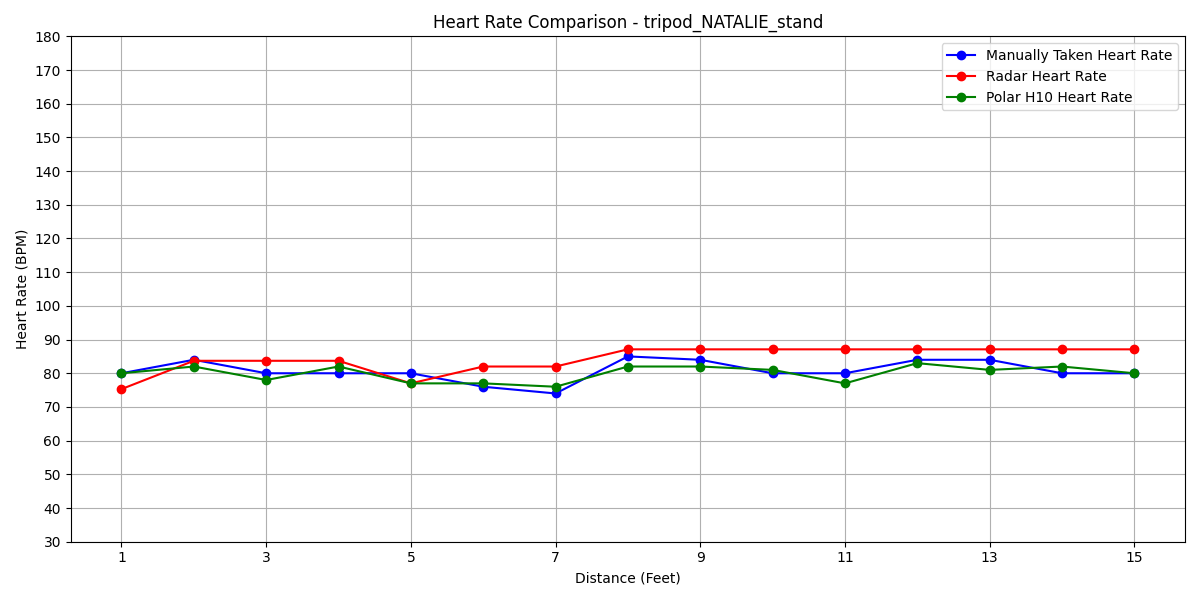 Heart Rate Comparison - tripod_NATALIE_stand
Manually Taken Heart Rate
Radar Heart Rate
Polar H10 Heart Rate
Heart Rate (BPM)
180
170
160
150
140
130
120
110
100
90
80
70
60
50
40
30
1 3 5 7 9 11 13 15
Distance (Feet)